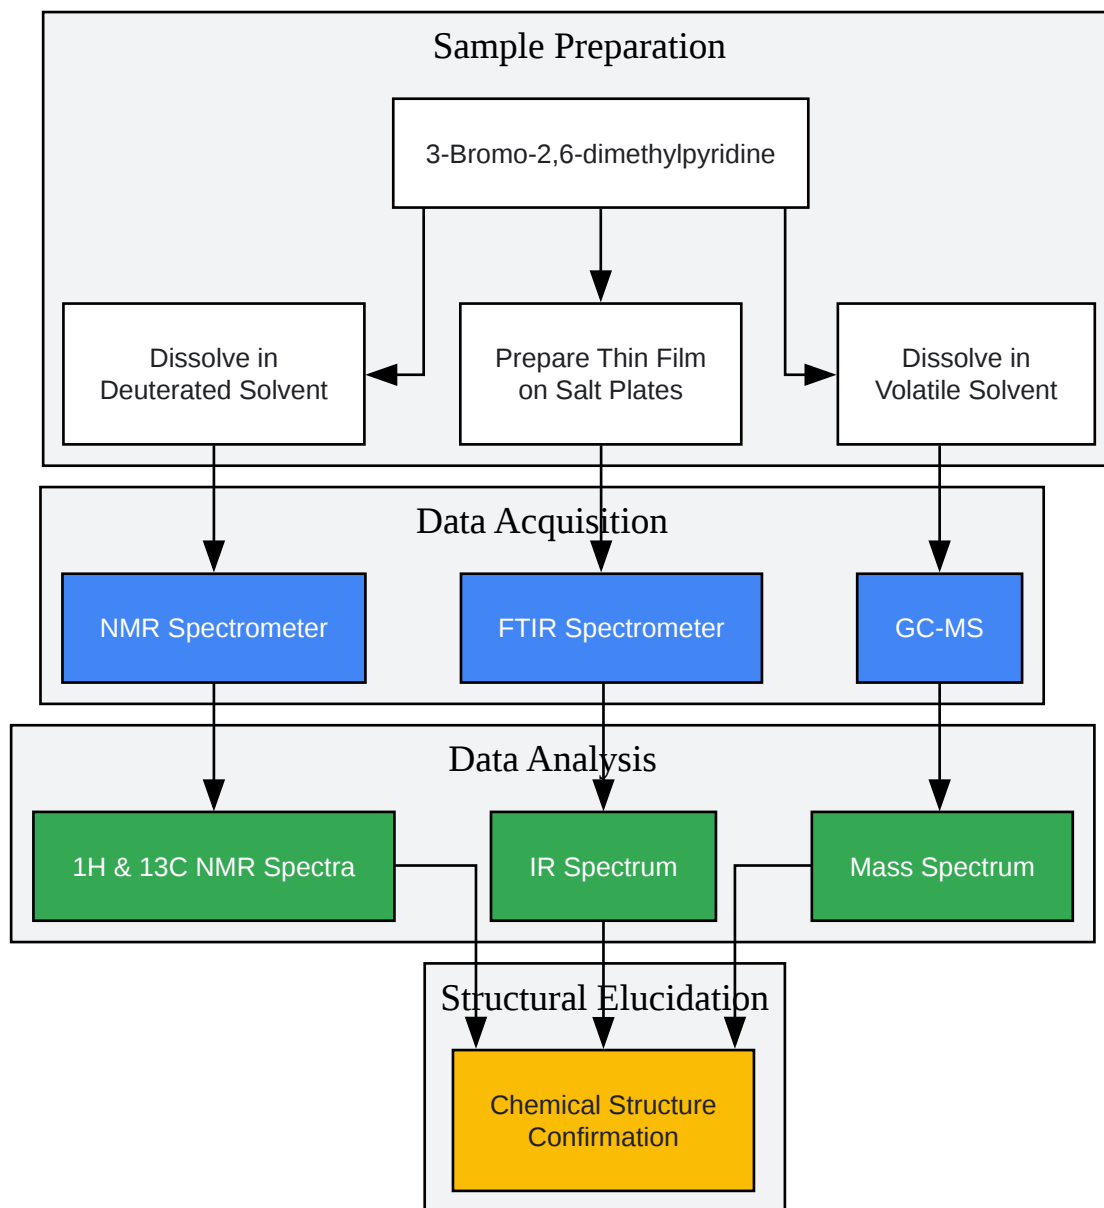 Sample Preparation
3-Bromo-2,6-dimethylpyridine
Dissolve in
Deuterated Solvent
Prepare Thin Film
on Salt Plates
Dissolve in
Volatile Solvent
Data Acquisition
NMR Spectrometer
FTIR Spectrometer
GC-MS
Data Analysis
1H & 13C NMR Spectra
IR Spectrum
Mass Spectrum
Structural Elucidation
Chemical Structure
Confirmation